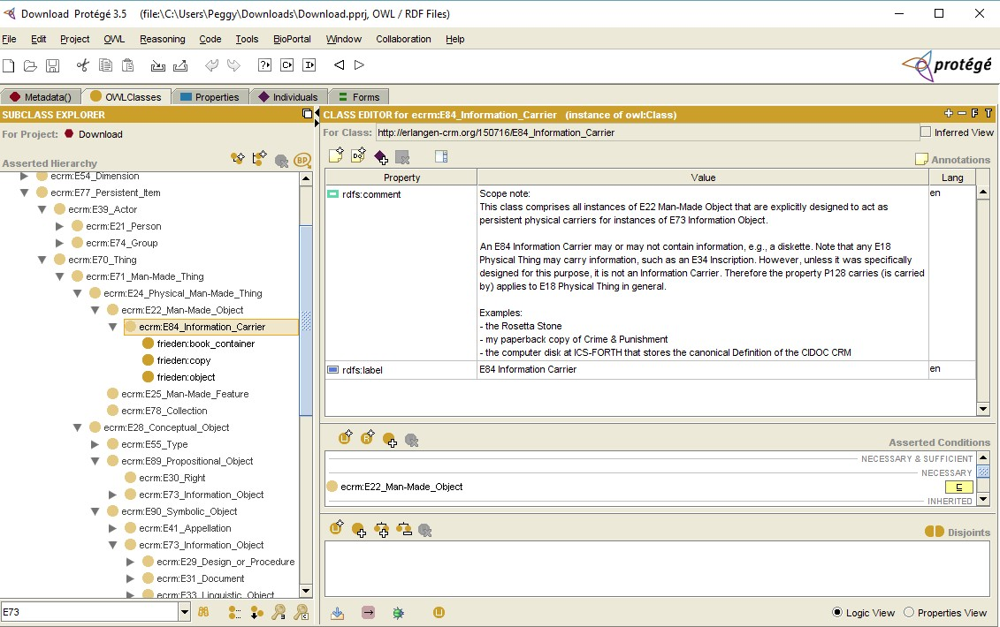 Download Protégé 3.5 (file:\C:\Users\Peggy\Downloads\Download.pprj, OWL / RDF Files)
File Edit Project OWL Reasoning Code Tools BioPortal Window Collaboration Help
protégé
Metadata() OWLClasses Properties Individuals Forms
SUBCLASS EXPLORER
For Project: Download
Asserted Hierarchy
BP
ecrm:E54_Dimension
ecrm:E77_Persistent_Item
ecrm:E39_Actor
ecrm:E21_Person
ecrm:E74_Group
ecrm:E70_Thing
ecrm:E71_Man-Made_Thing
ecrm:E24_Physical_Man-Made_Thing
ecrm:E22_Man-Made_Object
ecrm:E84_Information_Carrier
frieden:book_container
frieden:copy
frieden:object
ecrm:E25_Man-Made_Feature
ecrm:E78_Collection
ecrm:E28_Conceptual_Object
ecrm:E55_Type
ecrm:E89_Propositional_Object
ecrm:E30_Right
ecrm:E73_Information_Object
ecrm:E90_Symbolic_Object
ecrm:E41_Appellation
ecrm:E73_Information_Object
ecrm:E29_Design_or_Procedure
ecrm:E31_Document
ecrm:E33_Linguistic_Object
E73
CLASS EDITOR for ecrm:E84_Information_Carrier (instance of owl:Class)
F T
For Class: http://erlangen-crm.org/150716/E84_Information_Carrier Inferred View
Annotations
Property Value Lang
rdfs:comment Scope note: en
This class comprises all instances of E22 Man-Made Object that are explicitly designed to act as
persistent physical carriers for instances of E73 Information Object.
An E84 Information Carrier may or may not contain information, e.g., a diskette. Note that any E18
Physical Thing may carry information, such as an E34 Inscription. However, unless it was specifically
designed for this purpose, it is not an Information Carrier. Therefore the property P128 carries (is carried
by) applies to E18 Physical Thing in general.
Examples:
- the Rosetta Stone
- my paperback copy of Crime & Punishment
- the computer disk at ICS-FORTH that stores the canonical Definition of the CIDOC CRM
rdfs:label E84 Information Carrier en
Asserted Conditions
NECESSARY & SUFFICIENT
NECESSARY
ecrm:E22_Man-Made_Object
INHERITED
Disjoints
Logic View Properties View